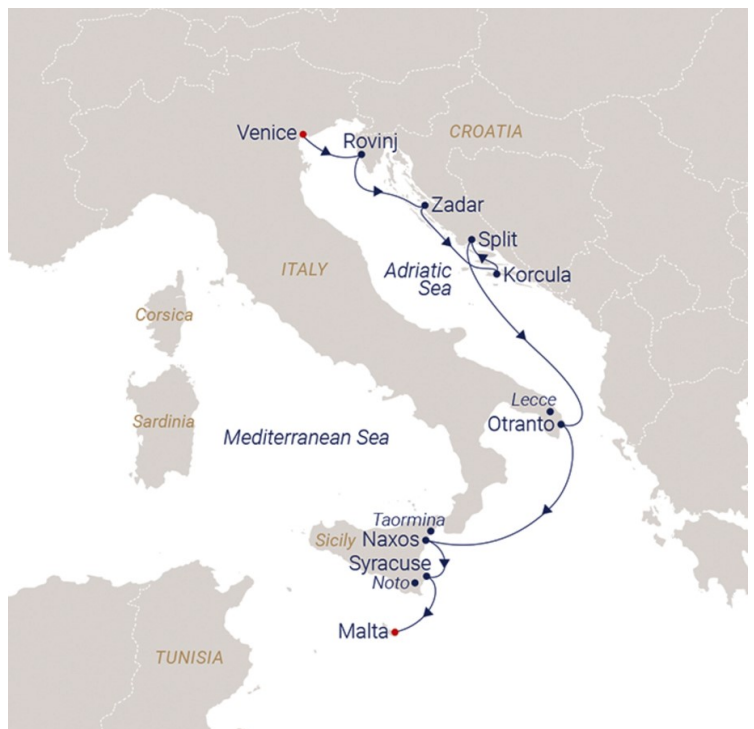 Venice
Rovinj
CROATIA
Zadar
Split
ITALY
Adriatic
Sea
Korcula
Corsica
Lecce
Sardinia
Otranto
Mediterranean Sea
Taormina
Sicily
Naxos
Syracuse
Noto
Malta
TUNISIA